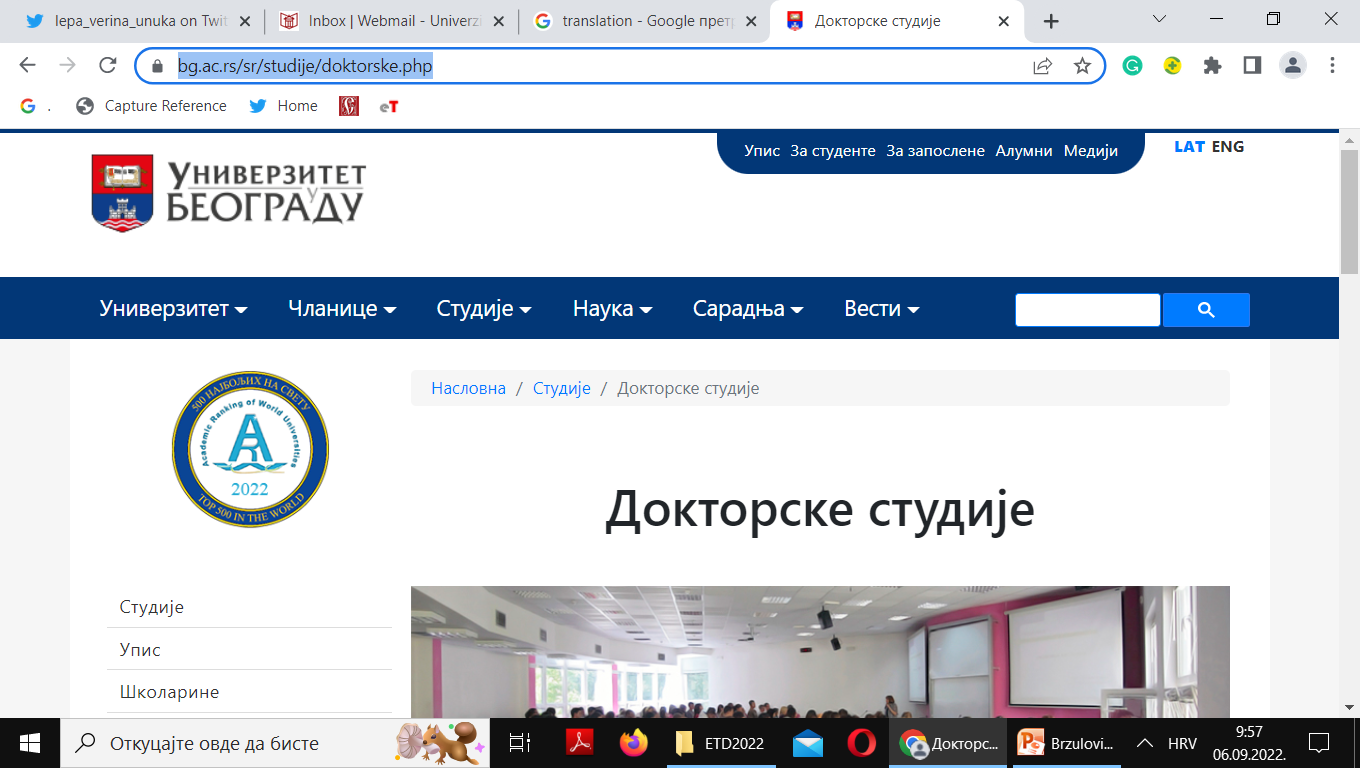 lepa_verina_unuka on Twit
Inbox | Webmail - Univerzi
translation - Google претр
Докторске студије
bg.ac.rs/sr/studije/doktorske.php
.
Capture Reference
Home
eT
Упис За студенте За запослене Алумни Медији
LAT ENG
Универзитет
у
Београду
Универзитет Чланице Студије Наука Сарадња Вести
500 НАЈБОЉИХ НА СВЕТУ
Academic Ranking of World Universities
2022
TOP 500 IN THE WORLD
Насловна / Студије / Докторске студије
Докторске студије
Студије
Упис
Школарине
Откуцајте овде да бисте
ETD2022
Докторс...
Brzulovi...
HRV
9:57
06.09.2022.